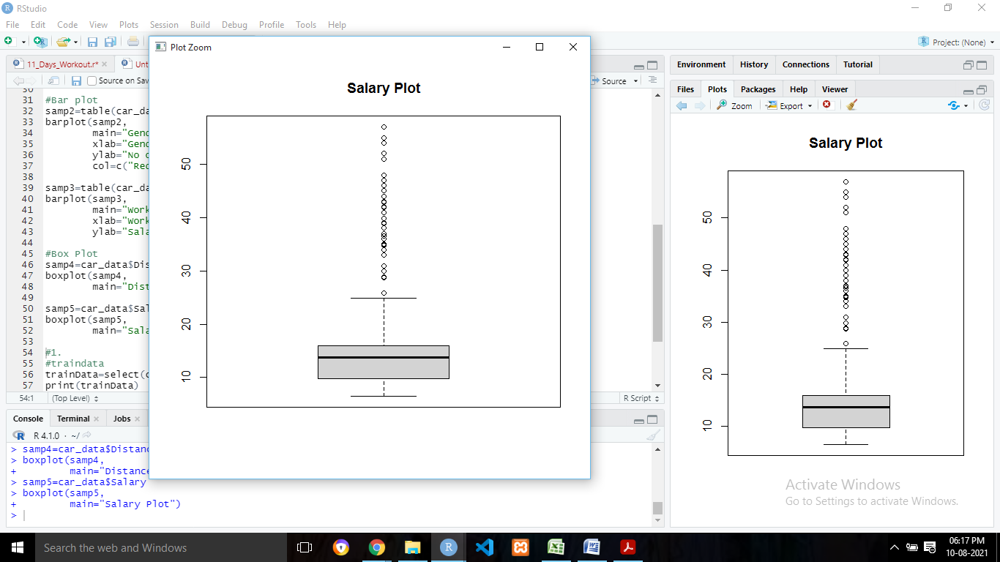 RStudio
File Edit Code View Plots Session Build Debug Profile Tools Help
Project: (None)
11_Days_Workout.r*
Unt
Source on Sav
Source
30
31 #Bar plot
32 samp2=table(car_da
33 barplot(samp2,
34 main="Gend
35 xlab="Gend
36 ylab="No o
37 col=c("Red
38
39 samp3=table(car_da
40 barplot(samp3,
41 main="Work
42 xlab="Work
43 ylab="Sala
44
45 #Box Plot
46 samp4=car_data$Dis
47 boxplot(samp4,
48 main="Dist
49
50 samp5=car_data$Sal
51 boxplot(samp5,
52 main="Sala
53
54 #1.
55 #traindata
56 trainData=select(c
57 print(trainData)
54:1 (Top Level) R Script
Console Terminal Jobs
R 4.1.0 · ~/
> samp4=car_data$Distanc
> boxplot(samp4,
+ main="Distance
> samp5=car_data$Salary
> boxplot(samp5,
+ main="Salary Plot")
>
Plot Zoom
Salary Plot
50
40
30
20
10
Environment History Connections Tutorial
Files Plots Packages Help Viewer
Zoom Export
Salary Plot
50
40
30
20
10
Activate Windows
Go to Settings to activate Windows.
Search the web and Windows
06:17 PM
10-08-2021